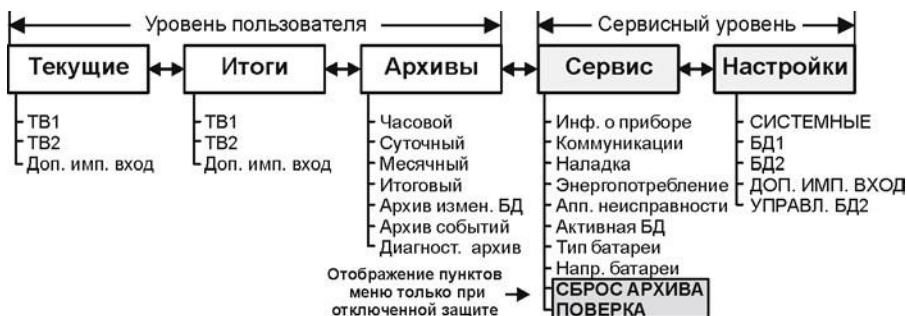 Уровень пользователя
Сервисный уровень
Текущие
Итоги
Архивы
Сервис
Настройки
ТВ1
ТВ2
Доп. имп. вход
ТВ1
ТВ2
Доп. имп. вход
Часовой
Суточный
Месячный
Итоговый
Архив измен. БД
Архив событий
Диагност. архив
Инф. о приборе
Коммуникации
Наладка
Энергопотребление
Апп. неисправности
Активная БД
Тип батареи
Напр. батареи
СБРОС АРХИВА
ПОВЕРКА
СИСТЕМНЫЕ
БД1
БД2
ДОП. ИМП. ВХОД
УПРАВЛ. БД2
Отображение пунктов
меню только при
отключенной защите